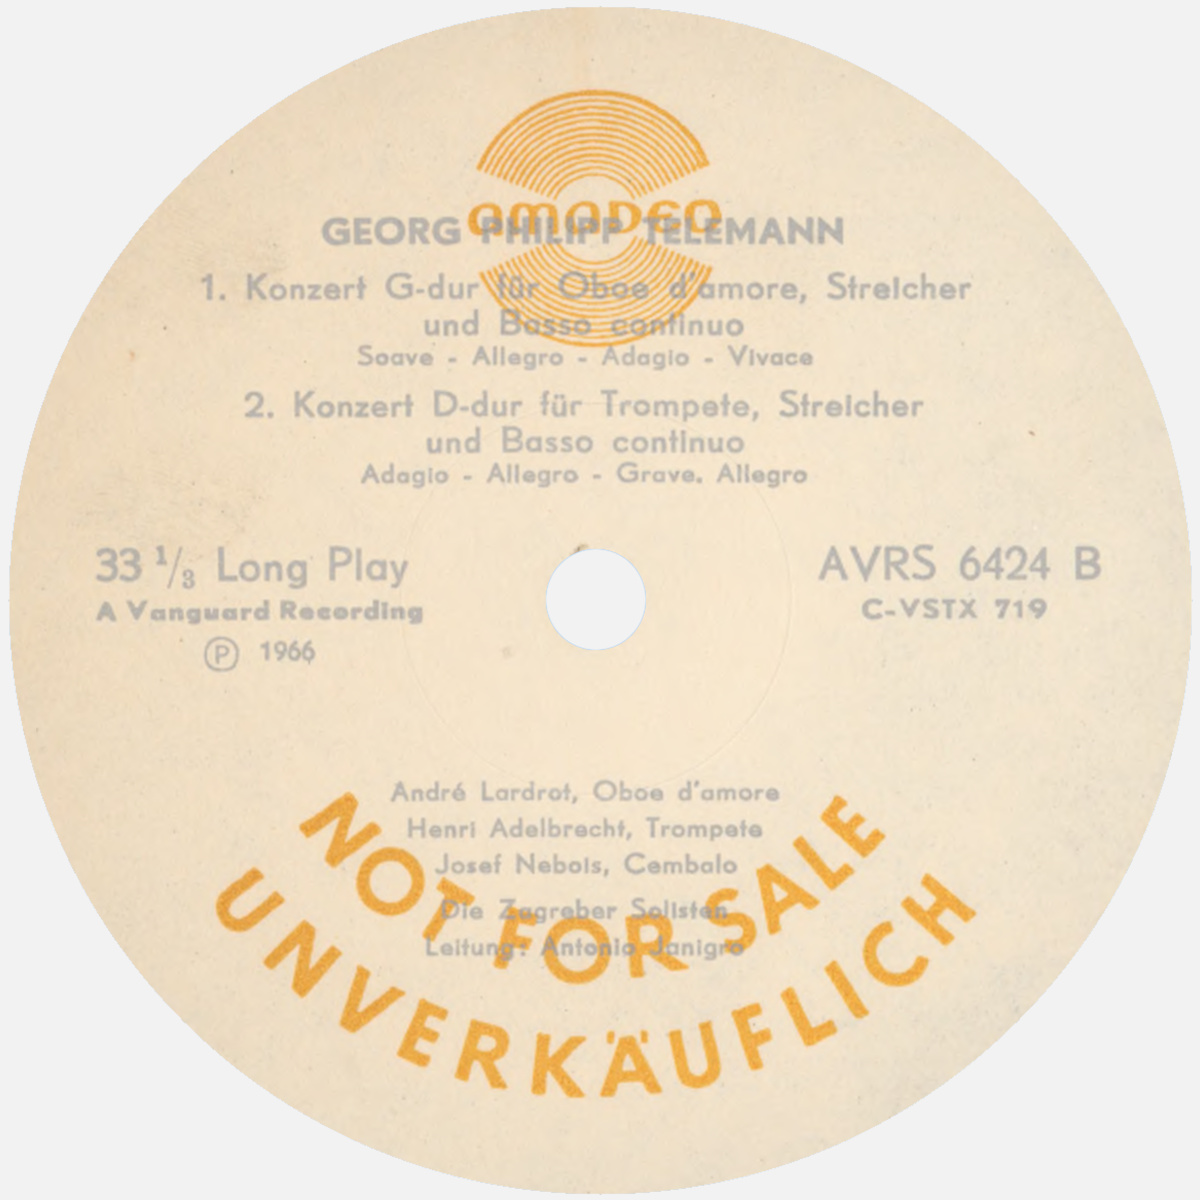 AMADEO
GEORG PHILIPP TELEMANN
1. Konzert G-dur für Oboe d'amore, Streicher
und Basso continuo
Soave - Allegro - Adagio - Vivace
2. Konzert D-dur für Trompete, Streicher
und Basso continuo
Adagio - Allegro - Grave. Allegro
33 1/3 Long Play
A Vanguard Recording
Ⓟ 1966
AVRS 6424 B
C-VSTX 719
André Lardrot, Oboe d'amore
Henri Adelbrecht, Trompete
Josef Nebois, Cembalo
Die Zagreber Solisten
Leitung: Antonio Janigro
NOT FOR SALE
UNVERKÄUFLICH